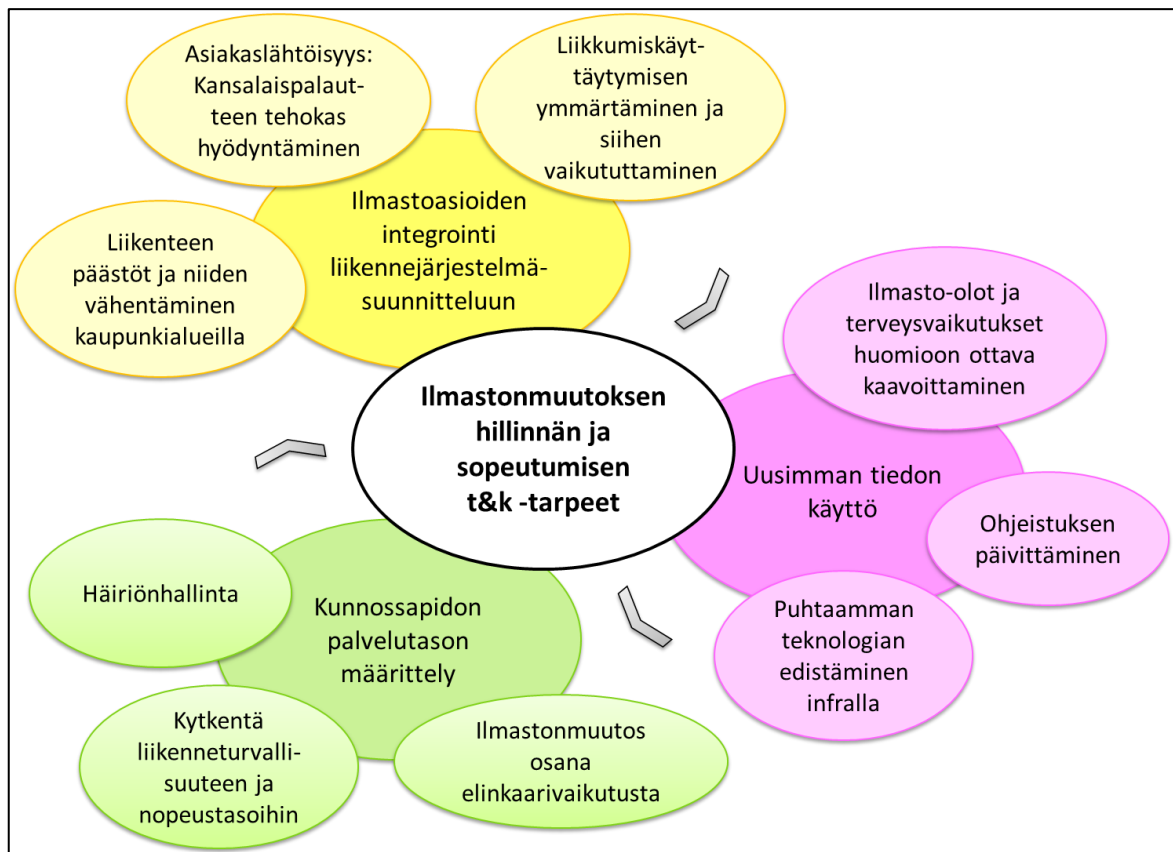 Asiakaslähtöisyys:
Kansalaispalaut-
teen tehokas
hyödyntäminen
Liikkumiskäyt-
täytymisen
ymmärtäminen ja
siihen
vaikututtaminen
Ilmastoasioiden
integrointi
liikennejärjestelmä-
suunnitteluun
Liikenteen
päästöt ja niiden
vähentäminen
kaupunkialueilla
Ilmasto-olot ja
terveysvaikutukset
huomioon ottava
kaavoittaminen
Ilmastonmuutoksen
hillinnän ja
sopeutumisen
t&k -tarpeet
Uusimman tiedon
käyttö
Ohjeistuksen
päivittäminen
Puhtaamman
teknologian
edistäminen
infralla
Häiriönhallinta
Kunnossapidon
palvelutason
määrittely
Kytkentä
liikenneturvalli-
suuteen ja
nopeustasoihin
Ilmastonmuutos
osana
elinkaarivaikutusta